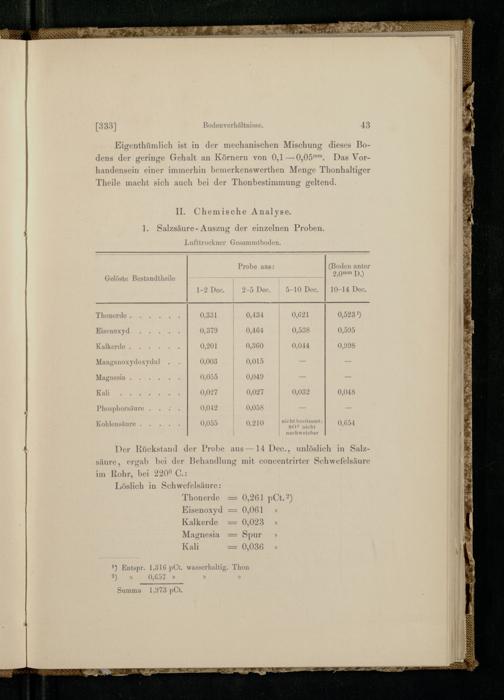 [333] Bodenverhältnisse. 43
Eigenthümlich ist in der mechanischen Mischung dieses Bo-
dens der geringe Gehalt an Körnern von 0,1—0,05mm. Das Vor-
handensein einer immerhin bemerkenswerthen Menge Thonhaltiger
Theile macht sich auch bei der Thonbestimmung geltend.
II. Chemische Analyse.
1. Salzsäure-Auszug der einzelnen Proben.
Lufttrockner Gesammtboden.
Gelöste Bestandtheile Probe aus: (Boden unter
2,0mm D.)
1-2 Dec. 2-5 Dec. 5-10 Dec. 10-14 Dec.
Thonerde . . . . . . 0,331 0,434 0,621 0,523¹)
Eisenoxyd . . . . . 0,379 0,464 0,538 0,595
Kalkerde . . . . . . 0,201 0,360 0,044 0,998
Manganoxydoxydul . . 0,003 0,015 — —
Magnesia . . . . . . 0,055 0,049 — —
Kali . . . . . . 0,027 0,027 0,032 0,048
Phosphorsäure . . . . 0,042 0,058 — —
Kohlensäure . . . . . 0,055 0,210 nicht bestimmt; nicht nachweisbar 0,654
Der Rückstand der Probe aus—14 Dec., unlöslich in Salz-
säure, ergab bei der Behandlung mit concentrirter Schwefelsäure
im Rohr, bei 220⁰ C.:
Löslich in Schwefelsäure:
Thonerde = 0,261 pCt.²)
Eisenoxyd = 0,061 »
Kalkerde = 0,023 »
Magnesia = Spur »
Kali = 0,036 »
¹) Entspr. 1,316 pCt. wasserhaltig. Thon
²) » 0,657 » » »
Summa 1,973 pCt.